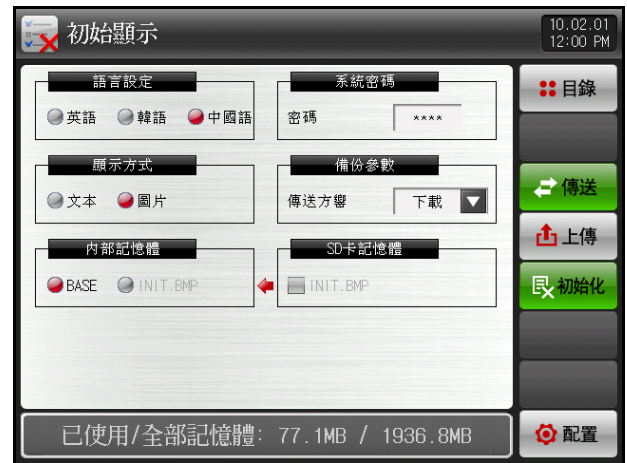 初始顯示
10.02.01
12:00 PM
語言設定
英語 韓語 中國語
系統密碼
密碼 ****
顯示方式
文本 圖片
備份參數
傳送方響 下載
內部記憶體
BASE INIT.BMP
SD卡記憶體
INIT.BMP
目錄
傳送
上傳
初始化
配置
已使用/全部記憶體: 77.1MB / 1936.8MB